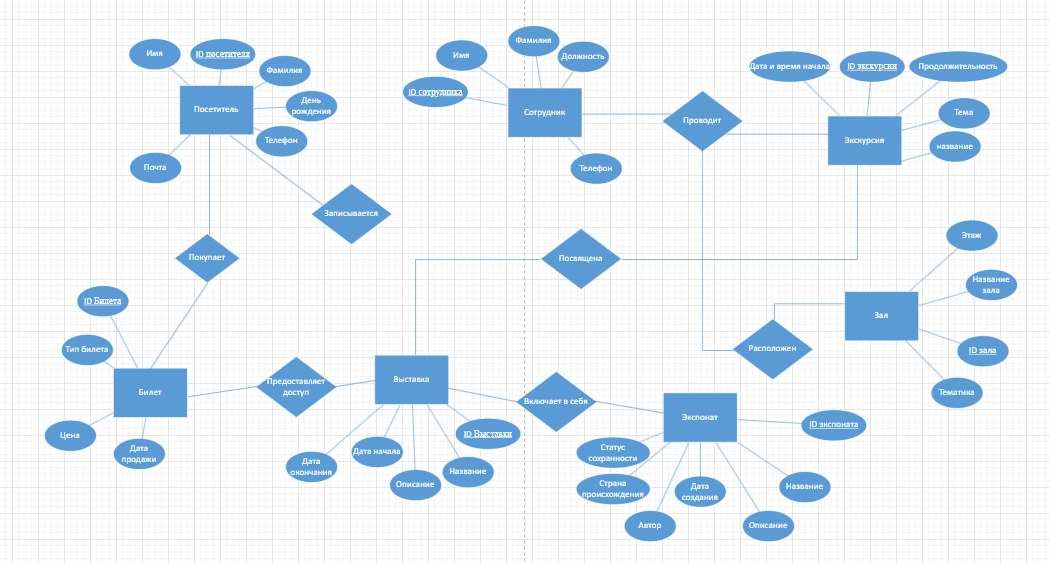 Имя
ID посетителя
Фамилия
День
рождения
Телефон
Почта
Посетитель
Имя
Фамилия
Должность
ID сотрудника
Сотрудник
Телефон
Проводит
Дата и время начала
ID экскурсии
Продолжительность
Тема
название
Экскурсия
Записывается
Покупает
Посвящена
Этаж
Название
зала
Зал
ID зала
Тематика
Расположен
ID Билета
Тип билета
Билет
Цена
Дата
продажи
Предоставляет
доступ
Выставка
Дата
окончания
Дата начала
Описание
Название
ID Выставки
Включает в себя
Экспонат
ID экспоната
Статус
сохранности
Страна
происхождения
Автор
Дата
создания
Описание
Название